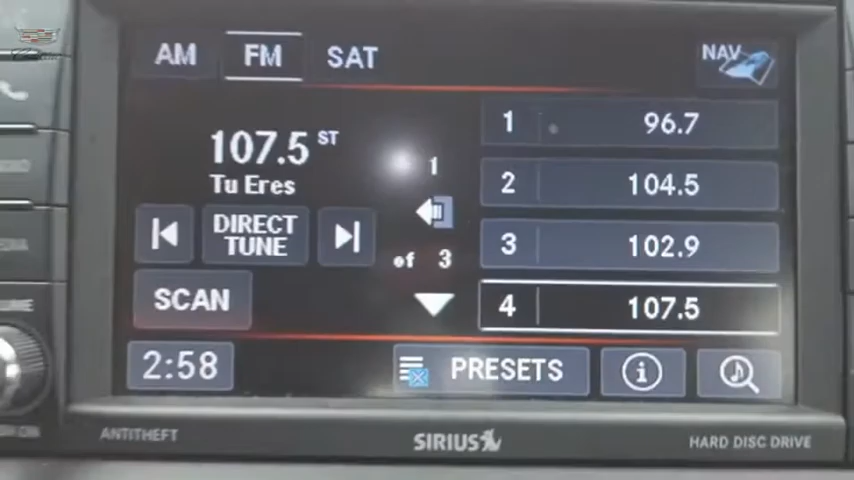 AM FM SAT NAV
107.5 ST
Tu Eres
DIRECT
TUNE
SCAN
1
of 3
1 96.7
2 104.5
3 102.9
4 107.5
2:58
PRESETS
i
ANTITHEFT
SIRIUS
HARD DISC DRIVE